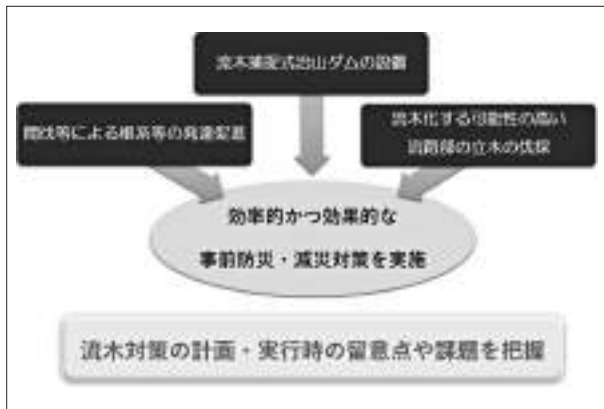 流木捕捉式治山ダムの設置
間伐等による根系等の発達促進
流木化する可能性の高い
流路部の立木の伐採
効率的かつ効果的な
事前防災・減災対策を実施
流木対策の計画・実行時の留意点や課題を把握